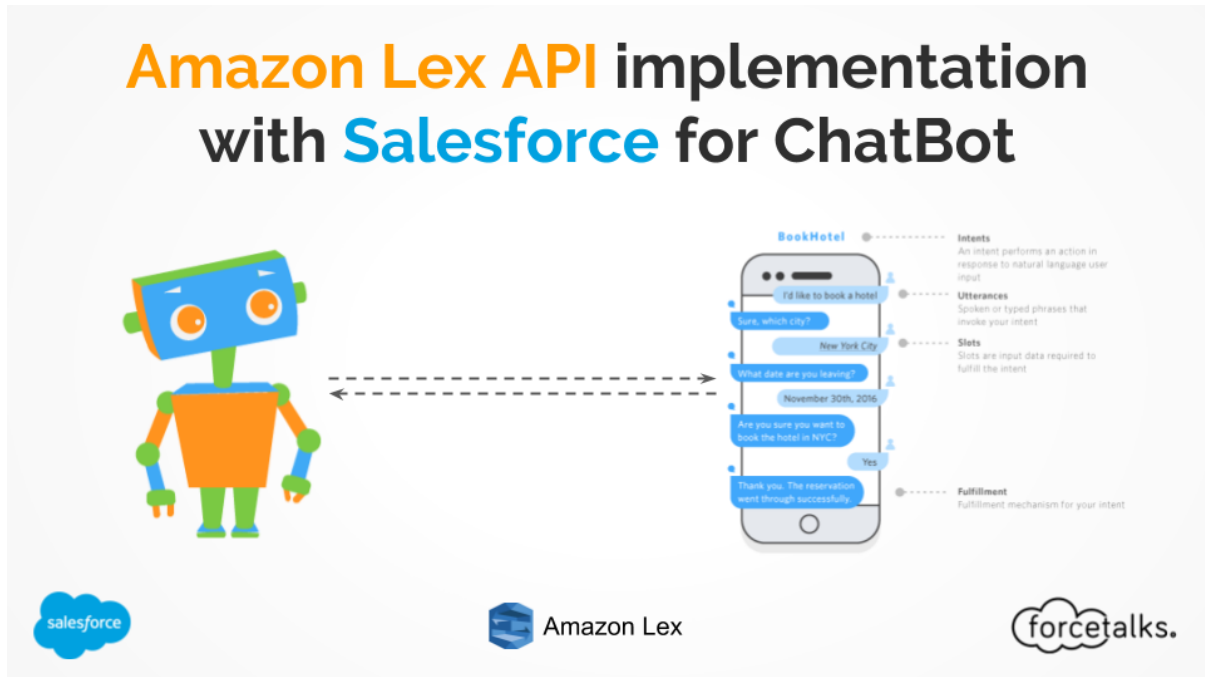 Amazon Lex API implementation
with Salesforce for ChatBot
BookHotel
Intents
An intent performs an action in
response to natural language user
input
I'd like to book a hotel
Utterances
Spoken or typed phrases that
invoke your intent
Sure, which city?
New York City
Slots
Slots are input data required to
fulfill the intent
What date are you leaving?
November 30th, 2016
Are you sure you want to
book the hotel in NYC?
Yes
Thank you. The reservation
went through successfully.
Fulfillment
Fulfillment mechanism for your intent
salesforce
Amazon Lex
forcetalks.